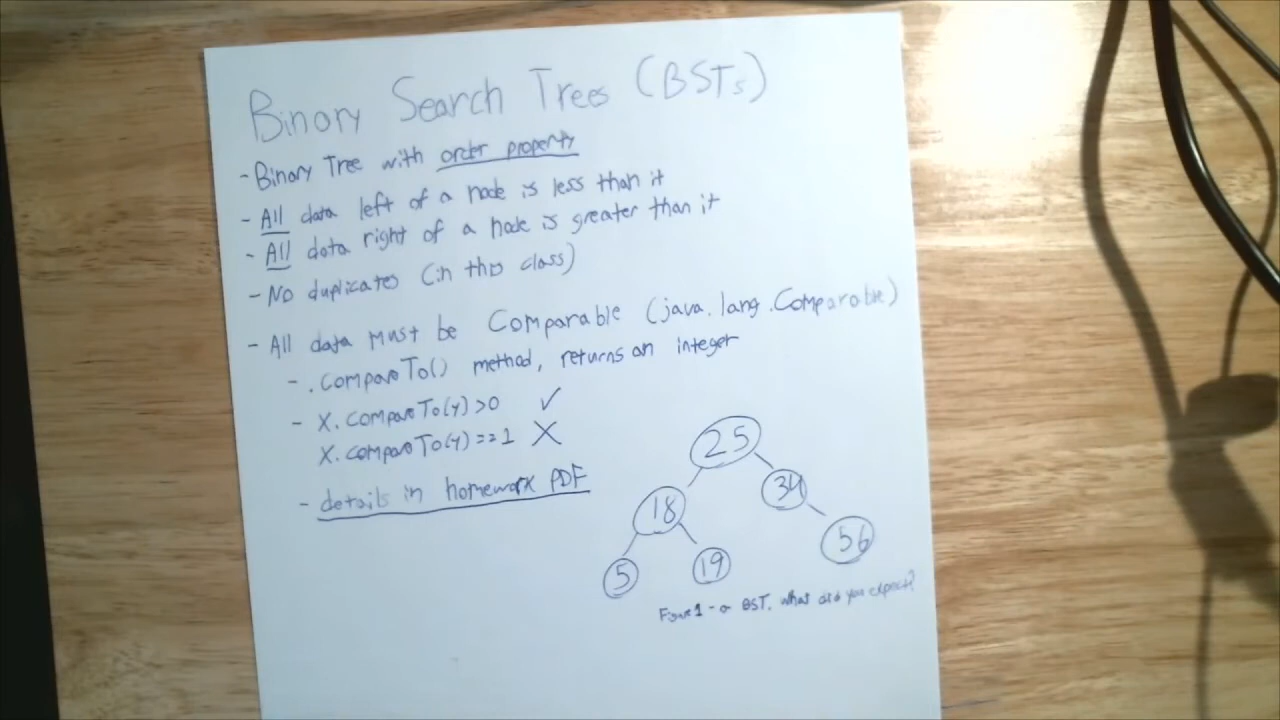 Binary Search Trees (BSTs)
- Binary Tree with order property
- All data left of a node is less than it
- All data right of a node is greater than it
- No duplicates (in this class)
- All data must be Comparable (java.lang.Comparable)
- .compareTo() method, returns an integer
- X.compareTo(y)>0 ✓
X.compareTo(y)==1 X
- details in homework PDF
25
18 34
5 19 56
Figure 1 - a BST. what did you expect?